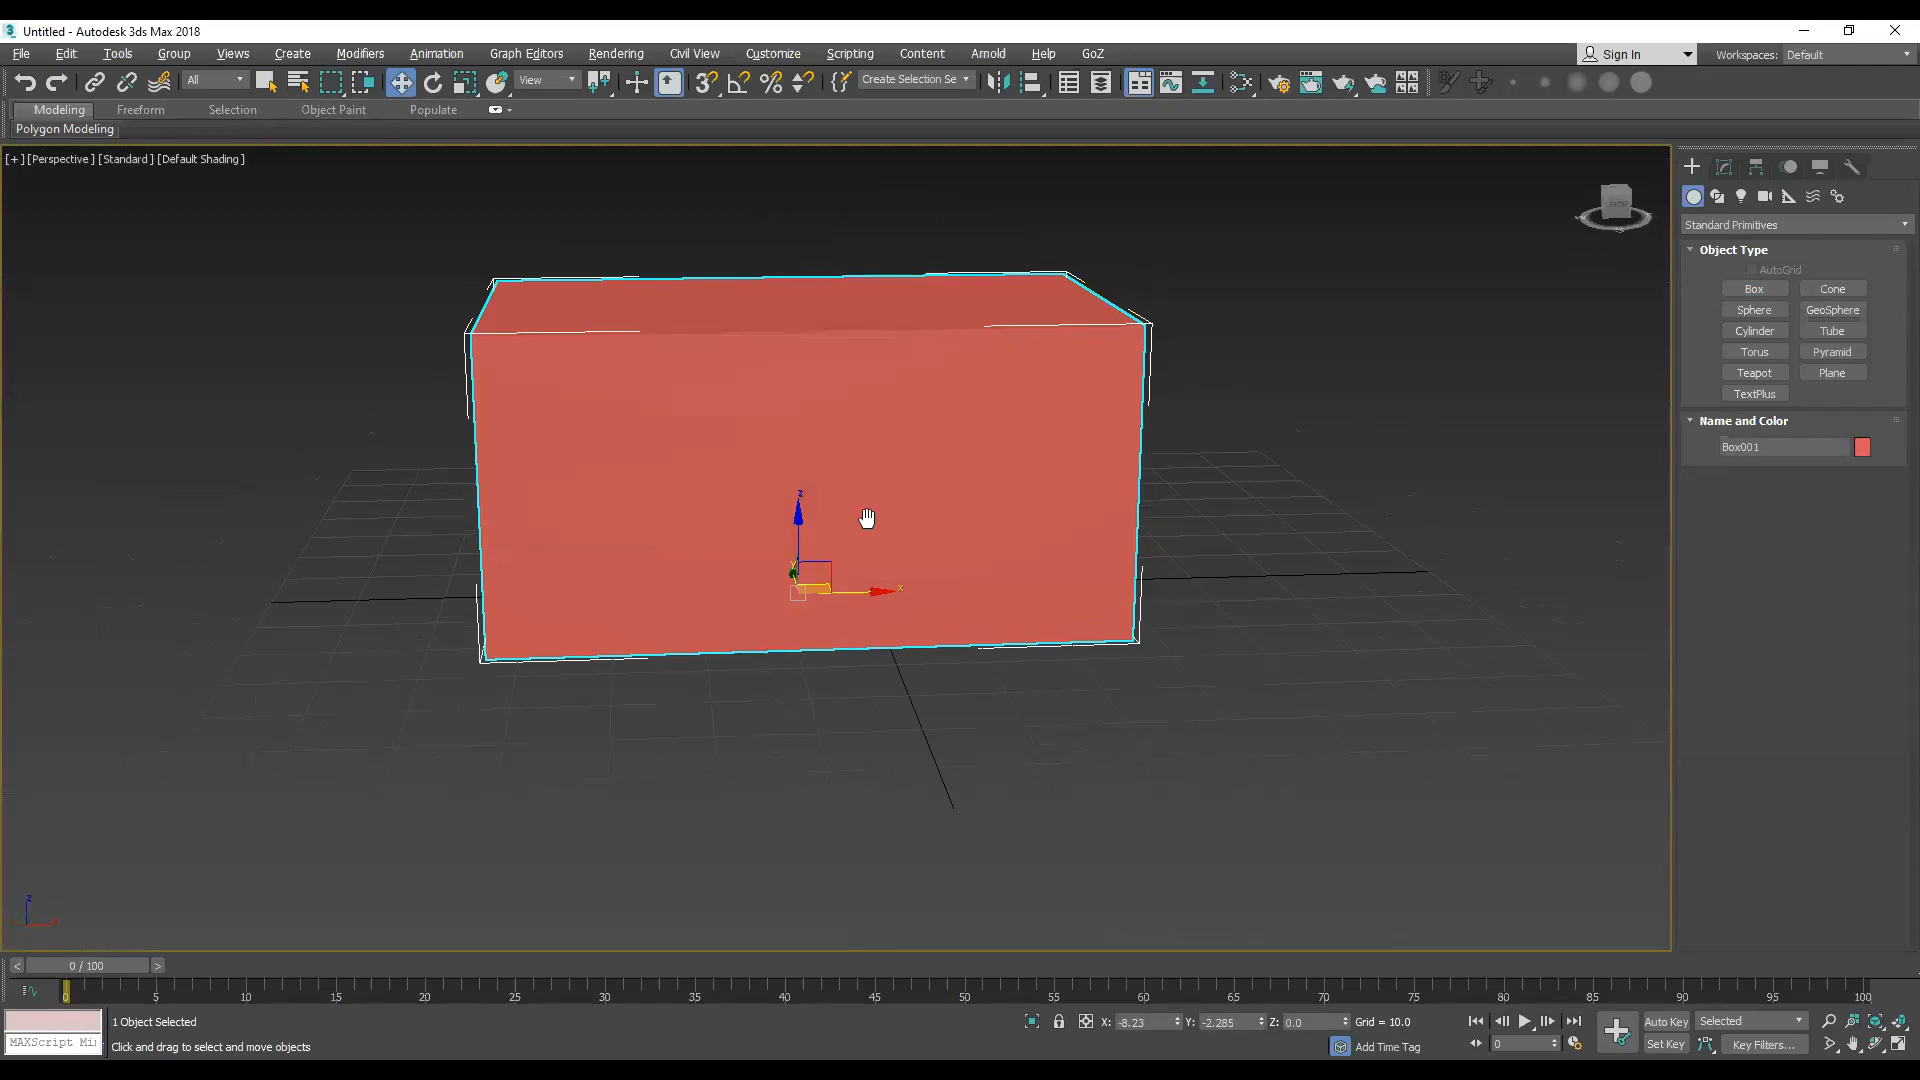 Untitled - Autodesk 3ds Max 2018
File Edit Tools Group Views Create Modifiers Animation Graph Editors Rendering Civil View Customize Scripting Content Arnold Help GoZ
Sign In Workspaces: Default
All View Create Selection Se
Modeling Freeform Selection Object Paint Populate
Polygon Modeling
[+] [Perspective] [Standard] [Default Shading]
Standard Primitives
Object Type
AutoGrid
Box Cone
Sphere GeoSphere
Cylinder Tube
Torus Pyramid
Teapot Plane
TextPlus
Name and Color
Box001
z
y
x
z
< 0 / 100 >
0 5 10 15 20 25 30 35 40 45 50 55 60 65 70 75 80 85 90 95 100
1 Object Selected X: -8.23 Y: -2.285 Z: 0.0 Grid = 10.0 Auto Key Selected
MAXScript Mi Click and drag to select and move objects Add Time Tag 0 Set Key Key Filters...